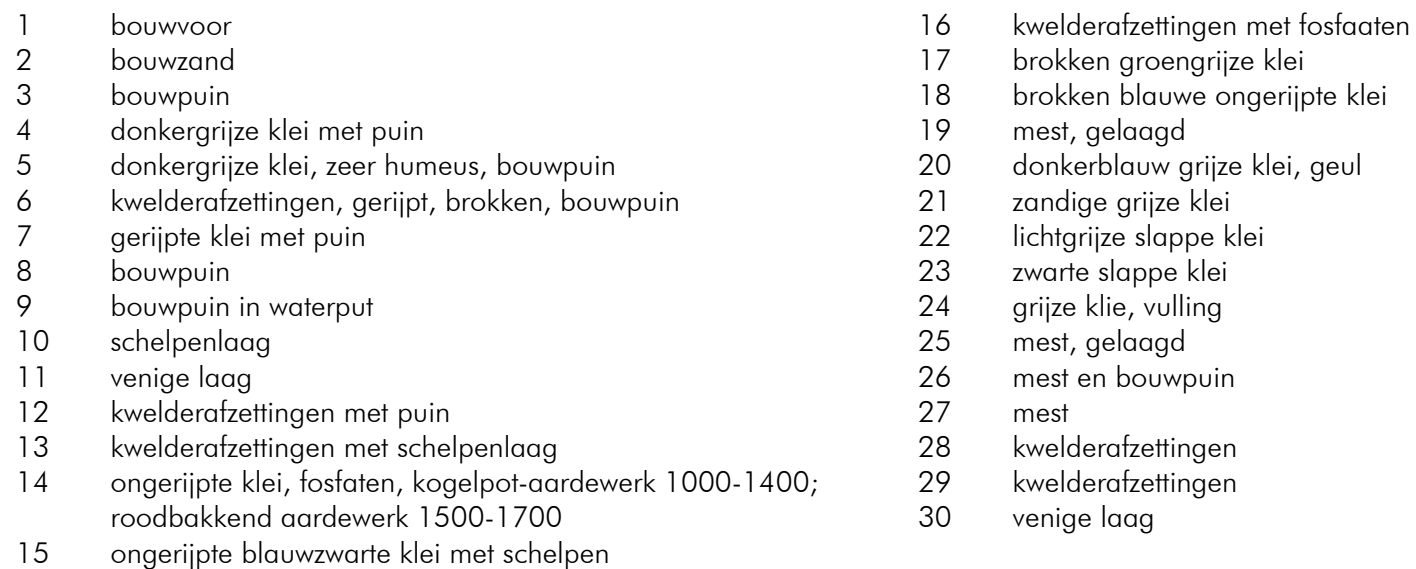 1 bouwvoor
2 bouwzand
3 bouwpuin
4 donkergrijze klei met puin
5 donkergrijze klei, zeer humeus, bouwpuin
6 kwelderafzettingen, gerijpt, brokken, bouwpuin
7 gerijpte klei met puin
8 bouwpuin
9 bouwpuin in waterput
10 schelpenlaag
11 venige laag
12 kwelderafzettingen met puin
13 kwelderafzettingen met schelpenlaag
14 ongerijpte klei, fosfaten, kogelpot-aardewerk 1000-1400;
roodbakkend aardewerk 1500-1700
15 ongerijpte blauwzwarte klei met schelpen
16 kwelderafzettingen met fosfaaten
17 brokken groengrijze klei
18 brokken blauwe ongerijpte klei
19 mest, gelaagd
20 donkerblauw grijze klei, geul
21 zandige grijze klei
22 lichtgrijze slappe klei
23 zwarte slappe klei
24 grijze klie, vulling
25 mest, gelaagd
26 mest en bouwpuin
27 mest
28 kwelderafzettingen
29 kwelderafzettingen
30 venige laag